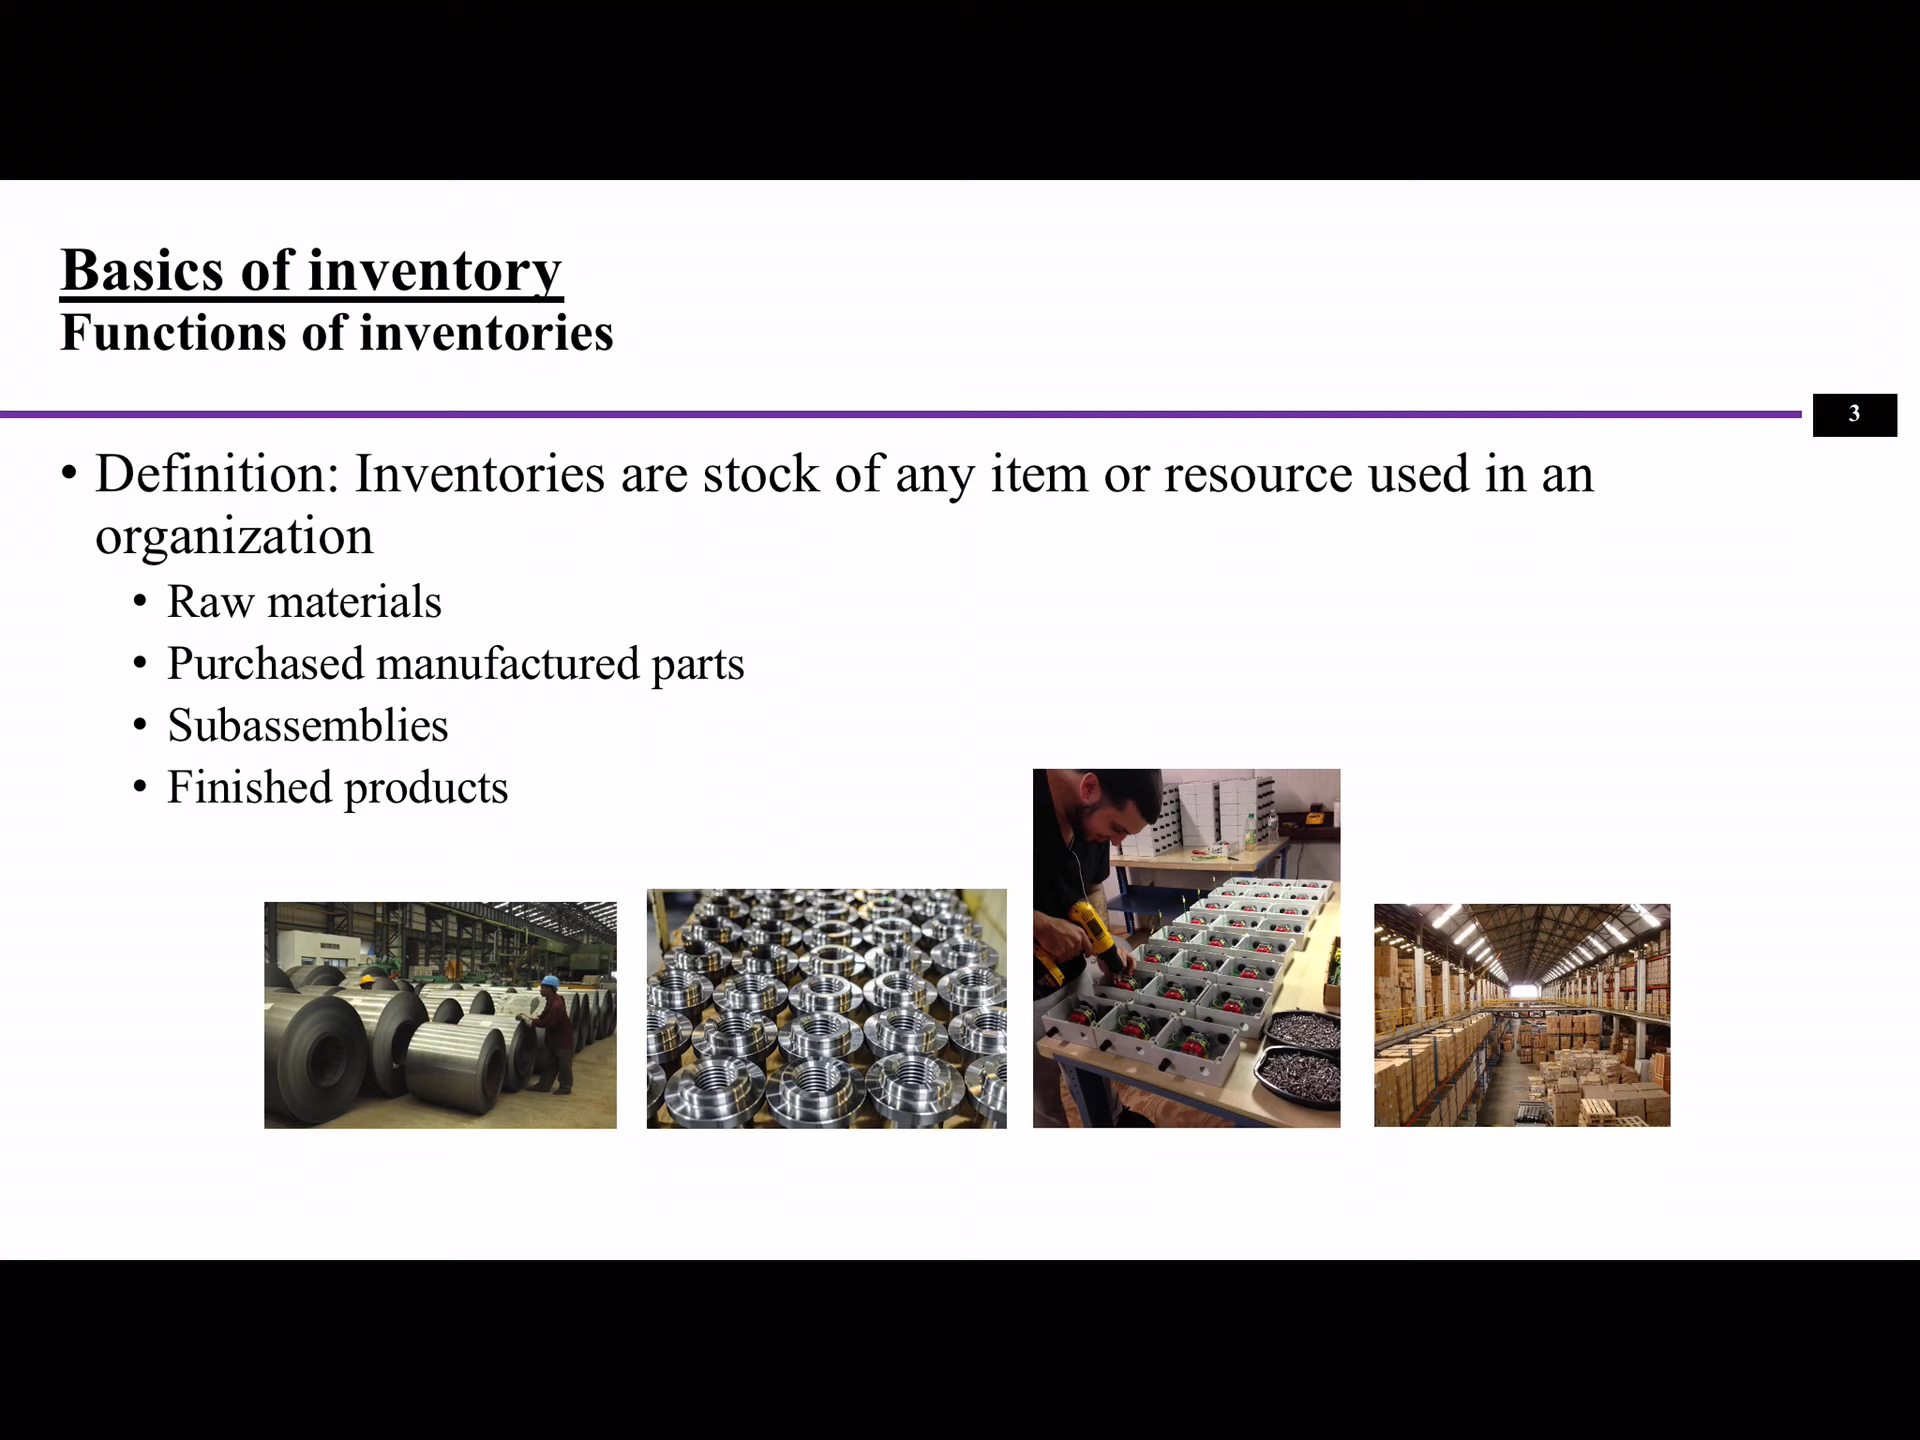 Basics of inventory
Functions of inventories
3
• Definition: Inventories are stock of any item or resource used in an
organization
• Raw materials
• Purchased manufactured parts
• Subassemblies
• Finished products